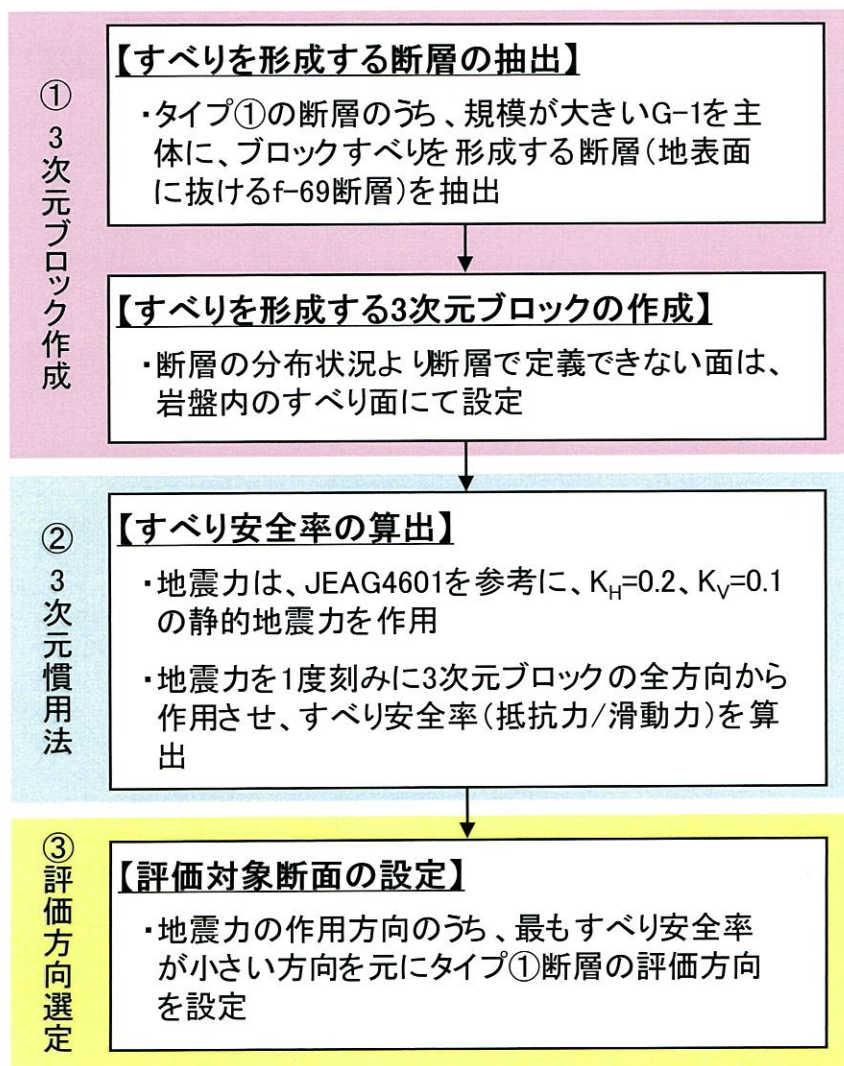 ① 3次元ブロック作成
【すべりを形成する断層の抽出】
・タイプ①の断層のうち、規模が大きいG-1を主
体に、ブロックすべりを形成する断層(地表面
に抜けるf-69断層)を抽出
【すべりを形成する3次元ブロックの作成】
・断層の分布状況より断層で定義できない面は、
岩盤内のすべり面にて設定
② 3次元慣用法
【すべり安全率の算出】
・地震力は、JEAG4601を参考に、KH=0.2、KV=0.1
の静的地震力を作用
・地震力を1度刻みに3次元ブロックの全方向から
作用させ、すべり安全率(抵抗力/滑動力)を算
出
③評価方向選定
【評価対象断面の設定】
・地震力の作用方向のうち、最もすべり安全率
が小さい方向を元にタイプ①断層の評価方向
を設定